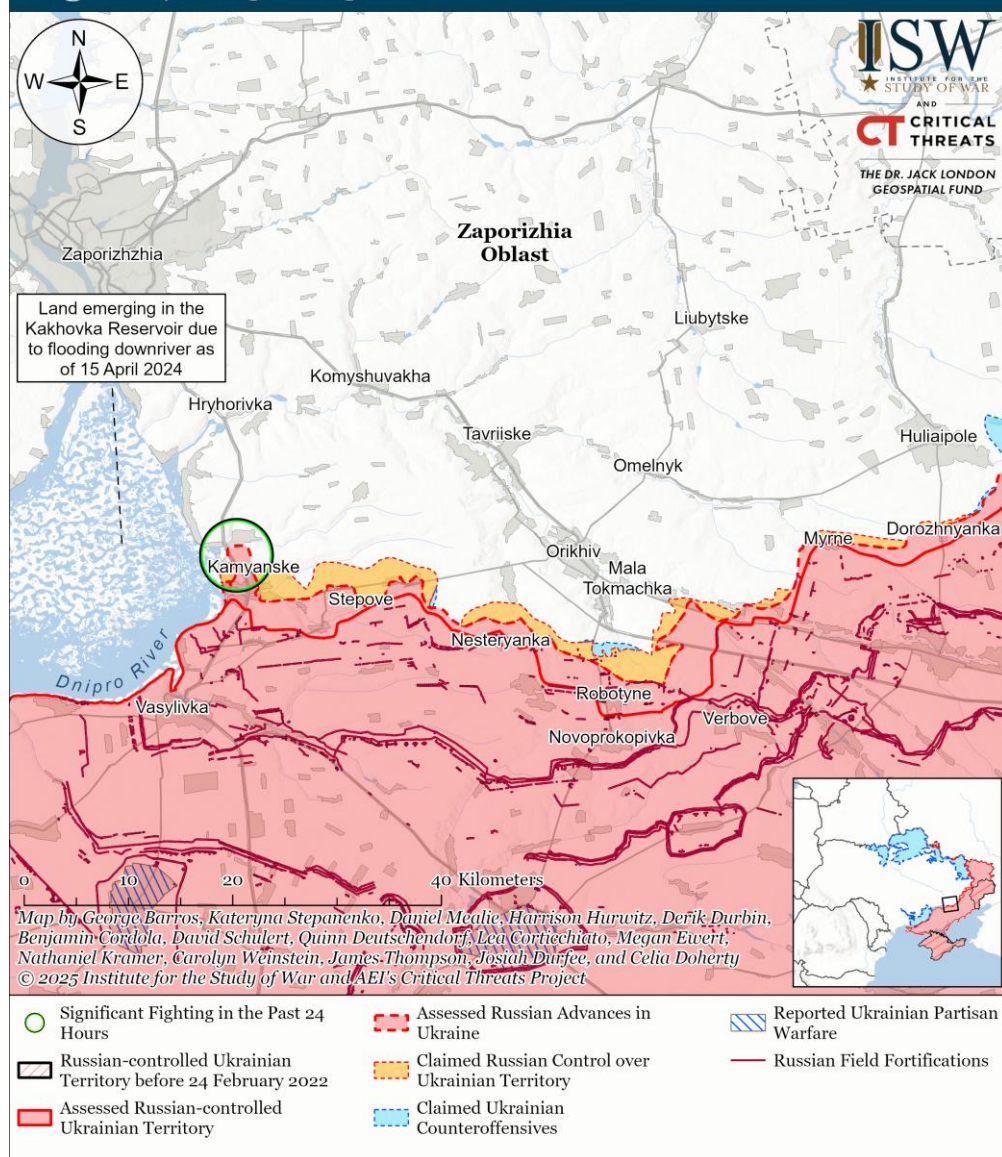 N
W
E
S
ISW
INSTITUTE FOR THE
STUDY OF WAR
AND
CT CRITICAL
THREATS
THE DR. JACK LONDON
GEOSPATIAL FUND
Zaporizhia
Oblast
Zaporizhzhia
Land emerging in the
Kakhovka Reservoir due
to flooding downriver as
of 15 April 2024
Liubytske
Komyshuvakha
Hryhorivka
Tavriiske
Huliaipole
Omelnyk
Dorozhnyanka
Myrne
Orikhiv
Kamyanske
Mala
Tokmachka
Stepove
Nesteryanka
Dnipro River
Robotyne
Vasylivka
Verbove
Novoprokopivka
0 10 20 40 Kilometers
Map by George Barros, Kateryna Stepanenko, Daniel Mealie, Harrison Hurwitz, Derik Durbin,
Benjamin Cordola, David Schulert, Quinn Deutschendorf, Lea Corticchiato, Megan Ewert,
Nathaniel Kramer, Carolyn Weinstein, James Thompson, Josiah Durfee, and Celia Doherty
© 2025 Institute for the Study of War and AEI's Critical Threats Project
Significant Fighting in the Past 24
Hours
Russian-controlled Ukrainian
Territory before 24 February 2022
Assessed Russian-controlled
Ukrainian Territory
Assessed Russian Advances in
Ukraine
Claimed Russian Control over
Ukrainian Territory
Claimed Ukrainian
Counteroffensives
Reported Ukrainian Partisan
Warfare
Russian Field Fortifications